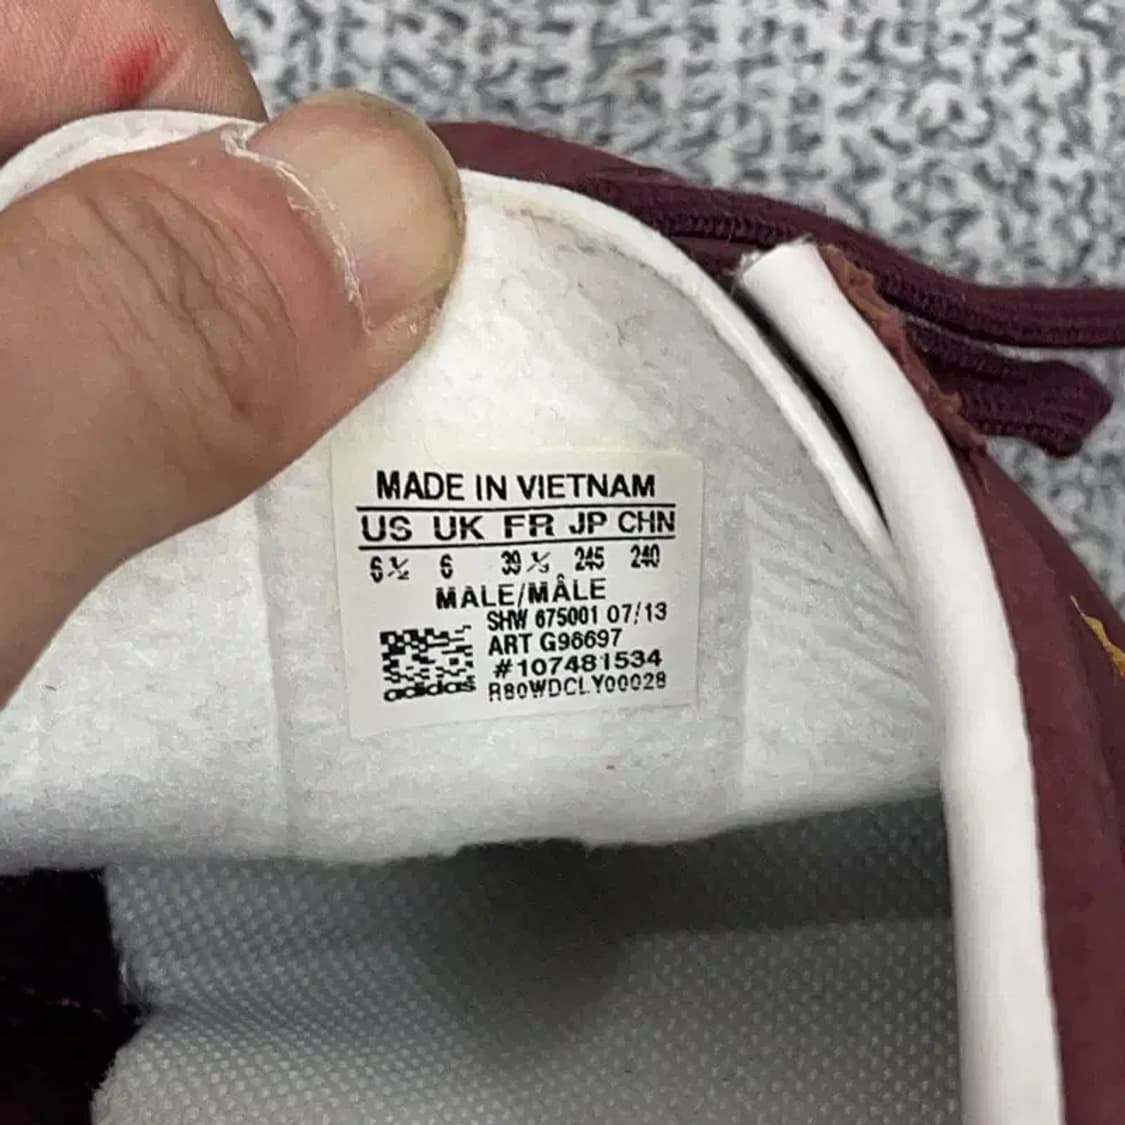 MADE IN VIETNAM
US UK FR JP CHN
6½ 6 39⅓ 245 240
MALE/MÂLE
SHW 675001 07/13
ART G96697
#107481534
adidas R80WDCLY00028